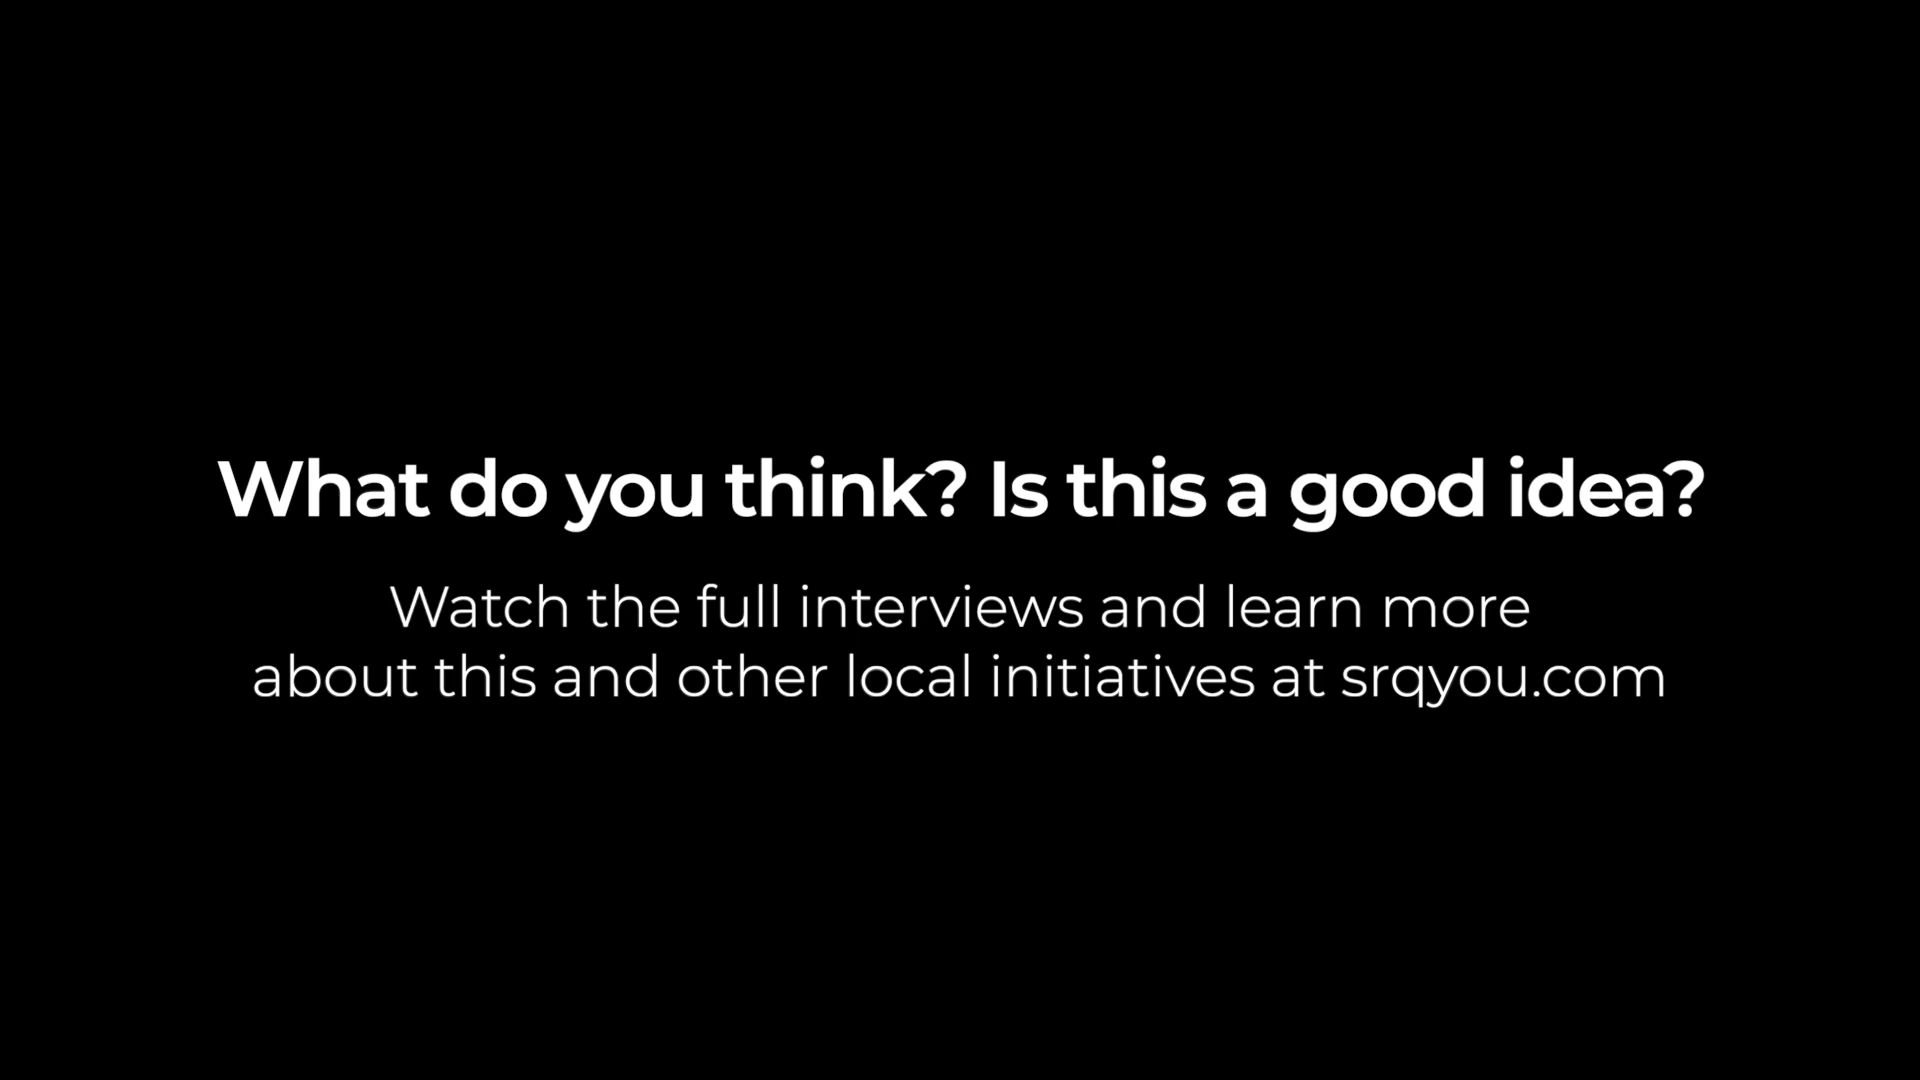 What do you think? Is this a good idea?
Watch the full interviews and learn more
about this and other local initiatives at srqyou.com